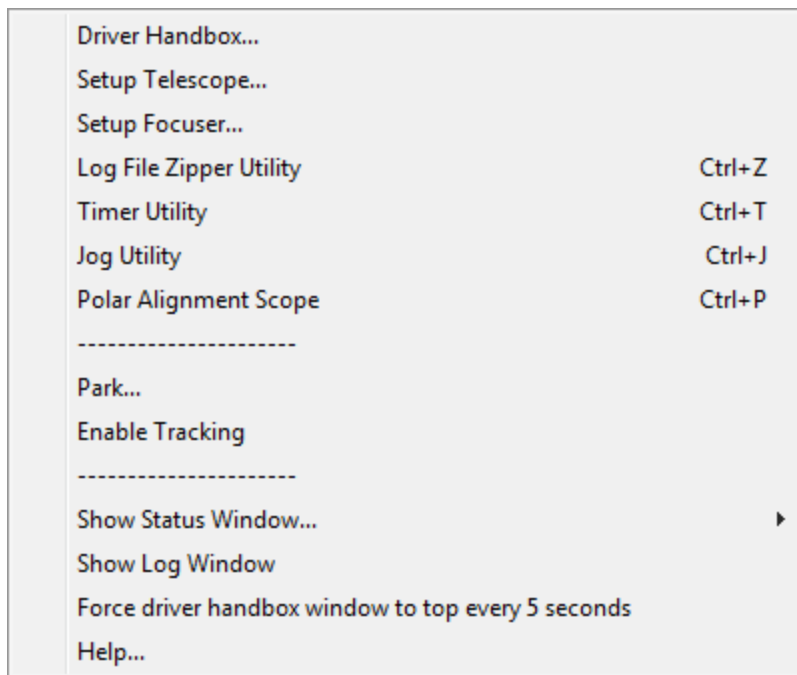 Driver Handbox...
Setup Telescope...
Setup Focuser...
Log File Zipper Utility Ctrl+Z
Timer Utility Ctrl+T
Jog Utility Ctrl+J
Polar Alignment Scope Ctrl+P
----------------------
Park...
Enable Tracking
----------------------
Show Status Window...
Show Log Window
Force driver handbox window to top every 5 seconds
Help...